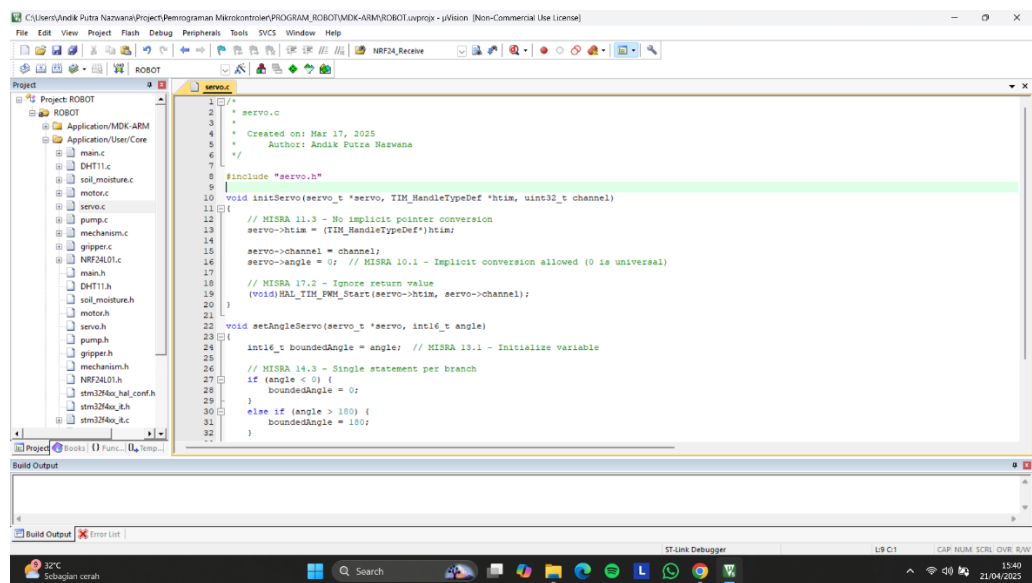 C:\Users\Andik Putra Nazwana\Project\Pemrograman Mikrokontroler\PROGRAM_ROBOT\MDK-ARM\ROBOT.uvprojx - µVision [Non-Commercial Use License]
File Edit View Project Flash Debug Peripherals Tools SVCS Window Help
NRF24_Receive
ROBOT
Project
Project: ROBOT
ROBOT
Application/MDK-ARM
Application/User/Core
main.c
DHT11.c
soil_moisture.c
motor.c
servo.c
pump.c
mechanism.c
gripper.c
NRF24L01.c
main.h
DHT11.h
soil_moisture.h
motor.h
servo.h
pump.h
gripper.h
mechanism.h
NRF24L01.h
stm32f4xx_hal_conf.h
stm32f4xx_it.h
stm32f4xx_it.c
Project Books {} Func... Temp...
servo.c
1 /*
2 * servo.c
3 *
4 * Created on: Mar 17, 2025
5 * Author: Andik Putra Nazwana
6 */
7
8 #include "servo.h"
9
10 void initServo(servo_t *servo, TIM_HandleTypeDef *htim, uint32_t channel)
11 {
12 // MISRA 11.3 - No implicit pointer conversion
13 servo->htim = (TIM_HandleTypeDef*)htim;
14
15 servo->channel = channel;
16 servo->angle = 0; // MISRA 10.1 - Implicit conversion allowed (0 is universal)
17
18 // MISRA 17.2 - Ignore return value
19 (void)HAL_TIM_PWM_Start(servo->htim, servo->channel);
20 }
21
22 void setAngleServo(servo_t *servo, int16_t angle)
23 {
24 int16_t boundedAngle = angle; // MISRA 13.1 - Initialize variable
25
26 // MISRA 14.3 - Single statement per branch
27 if (angle < 0) {
28 boundedAngle = 0;
29 }
30 else if (angle > 180) {
31 boundedAngle = 180;
32 }
Build Output
Build Output Error List
ST-Link Debugger L:9 C:1 CAP NUM SCRL OVR R/W
32°C
Sebagian cerah
Search
15:40
21/04/2025